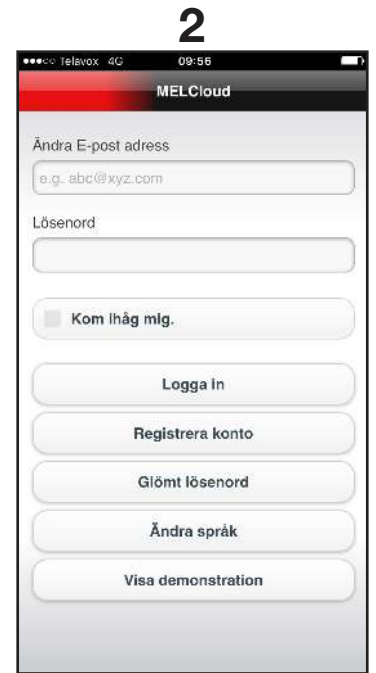 2
Telavox 4G 09:56
MELCloud
Ändra E-post adress
e.g. abc@xyz.com
Lösenord
Kom ihåg mig.
Logga in
Registrera konto
Glömt lösenord
Ändra språk
Visa demonstration